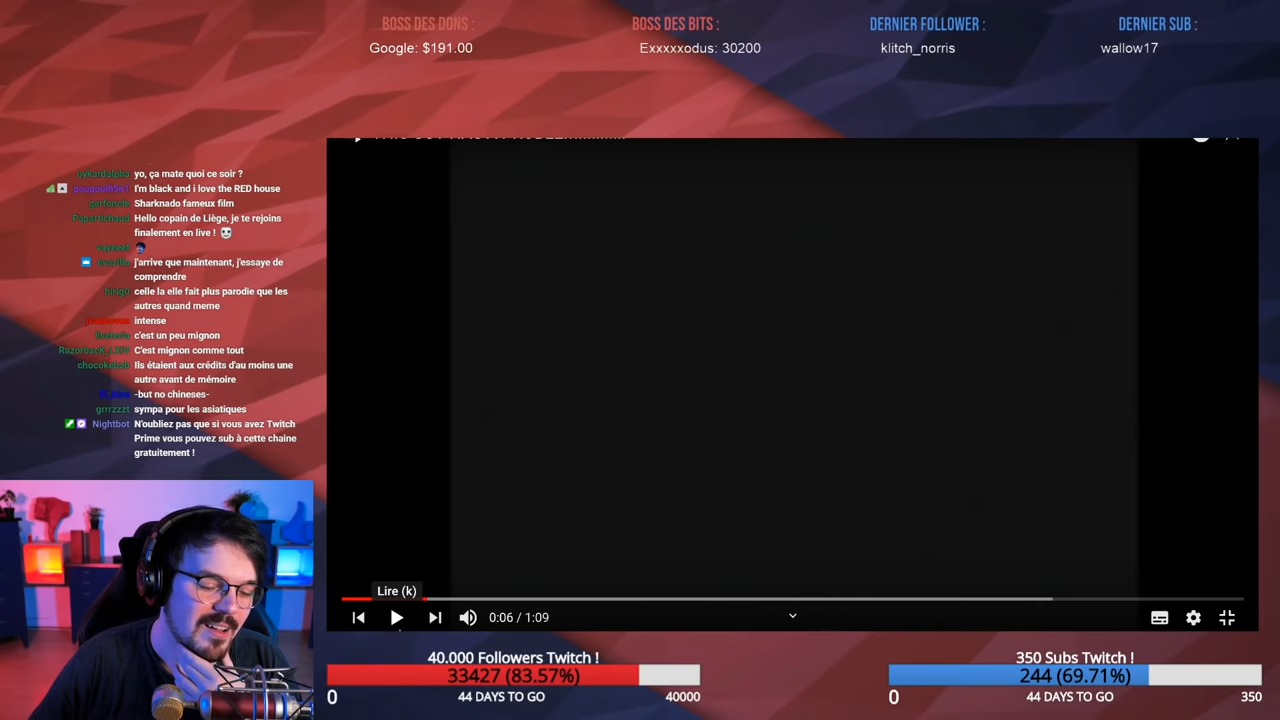 BOSS DES DONS :
Google: $191.00
BOSS DES BITS :
Exxxxxodus: 30200
DERNIER FOLLOWER :
klitch_norris
DERNIER SUB :
wallow17
yo, ça mate quoi ce soir ?
I'm black and i love the RED house
Sharknado fameux film
Hello copain de Liège, je te rejoins
finalement en live !
j'arrive que maintenant, j'essaye de
comprendre
celle la elle fait plus parodie que les
autres quand meme
intense
c'est un peu mignon
C'est mignon comme tout
chocokebab Ils étaient aux crédits d'au moins une
autre avant de mémoire
-but no chineses-
grrrzzzt sympa pour les asiatiques
Nightbot N'oubliez pas que si vous avez Twitch
Prime vous pouvez sub à cette chaine
gratuitement !
Lire (k)
0:06 / 1:09
40.000 Followers Twitch !
33427 (83.57%)
0 44 DAYS TO GO 40000
350 Subs Twitch !
244 (69.71%)
0 44 DAYS TO GO 350